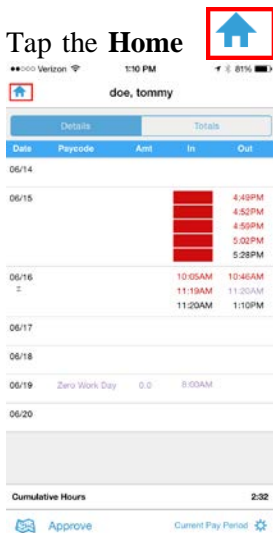 Tap the Home
Verizon 1:10 PM 81%
doe, tommy
Details Totals
Date Paycode Amt In Out
06/14
06/15 4:49PM
4:52PM
4:59PM
5:02PM
5:28PM
06/16 10:05AM 10:46AM
Σ 11:19AM 11:20AM
11:20AM 1:10PM
06/17
06/18
06/19 Zero Work Day 0.0 8:00AM
06/20
Cumulative Hours 2:32
Approve Current Pay Period